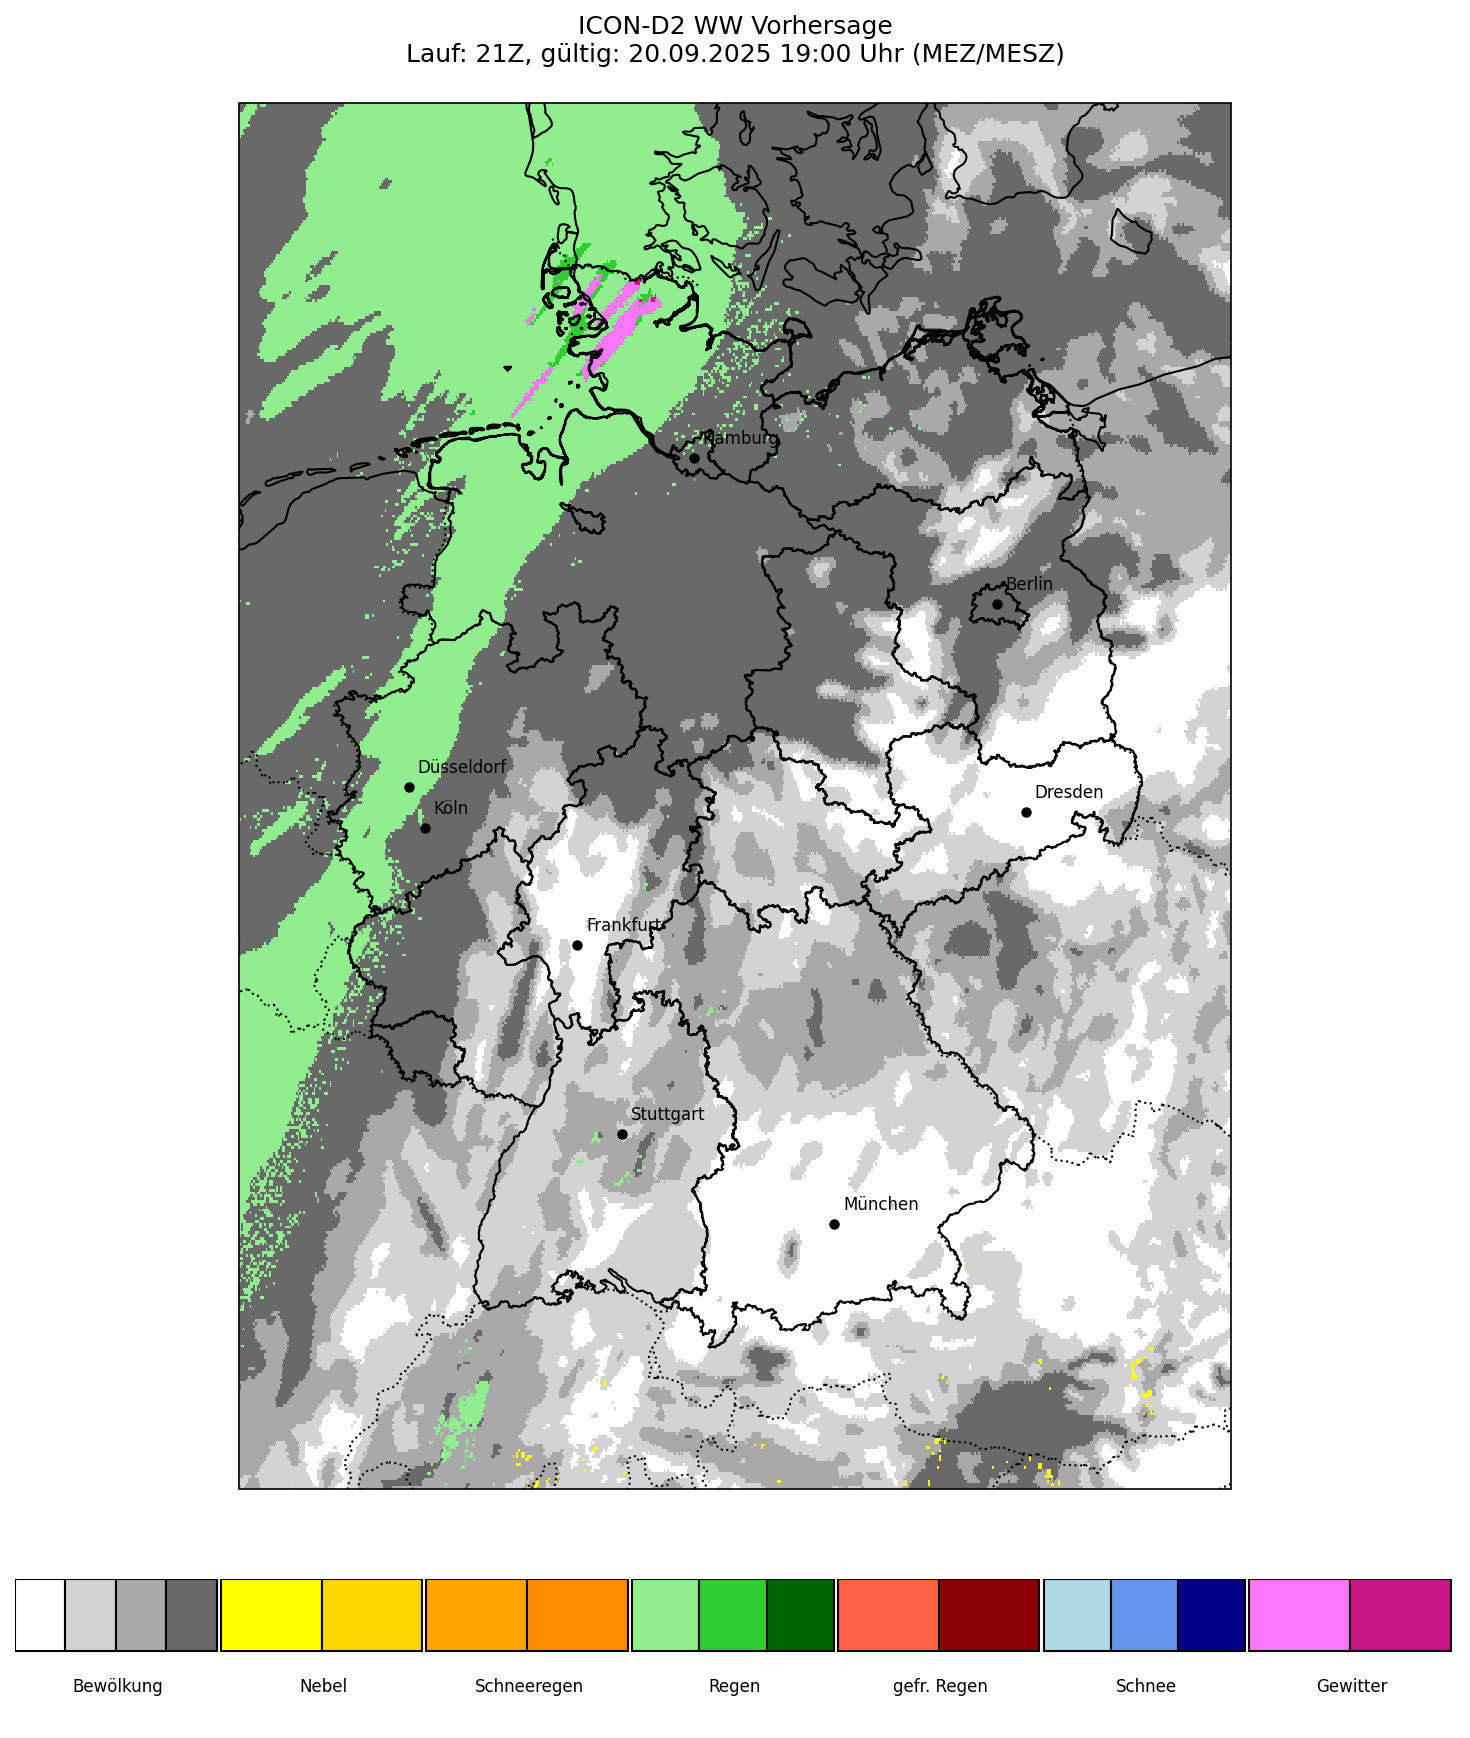 ICON-D2 WW Vorhersage
Lauf: 21Z, gültig: 20.09.2025 19:00 Uhr (MEZ/MESZ)
Hamburg
Berlin
Düsseldorf
Köln
Dresden
Frankfurt
Stuttgart
München
Bewölkung
Nebel
Schneeregen
Regen
gefr. Regen
Schnee
Gewitter